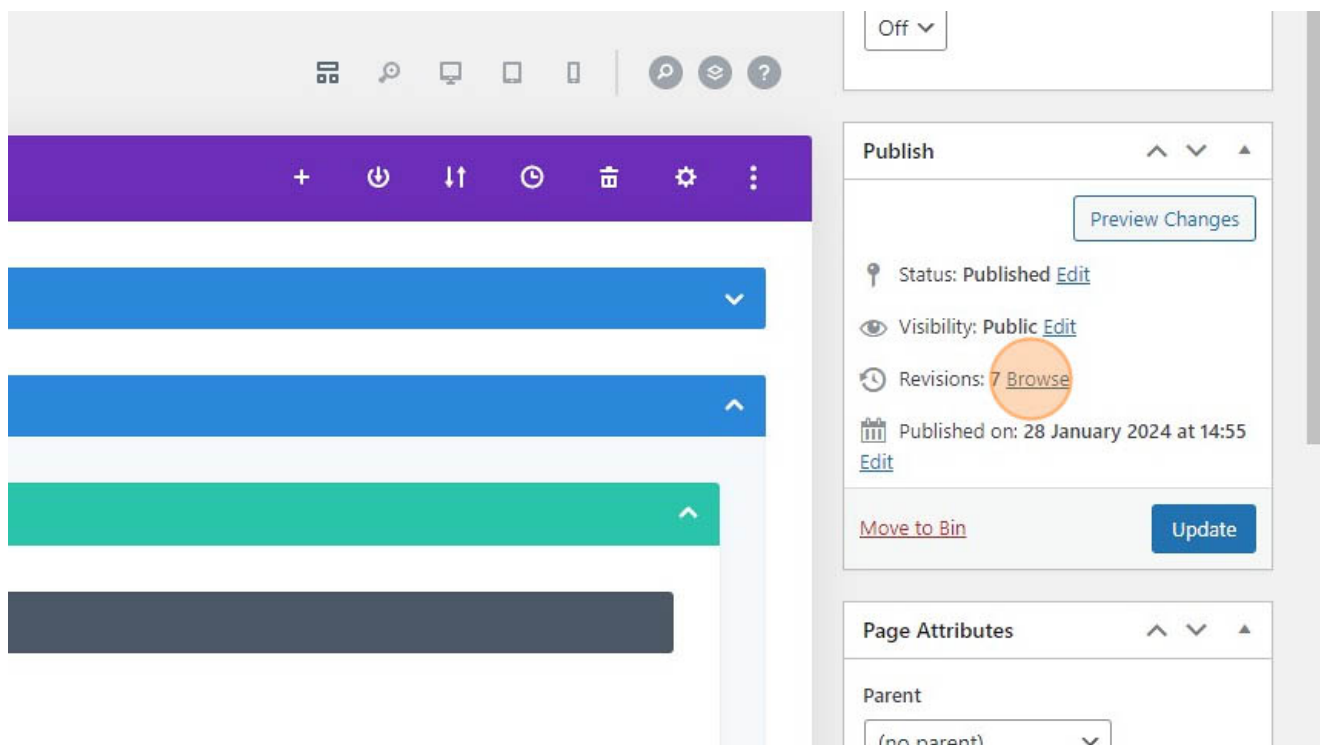 Off
Publish
Preview Changes
Status: Published Edit
Visibility: Public Edit
Revisions: 7 Browse
Published on: 28 January 2024 at 14:55
Edit
Move to Bin
Update
Page Attributes
Parent
(no parent)